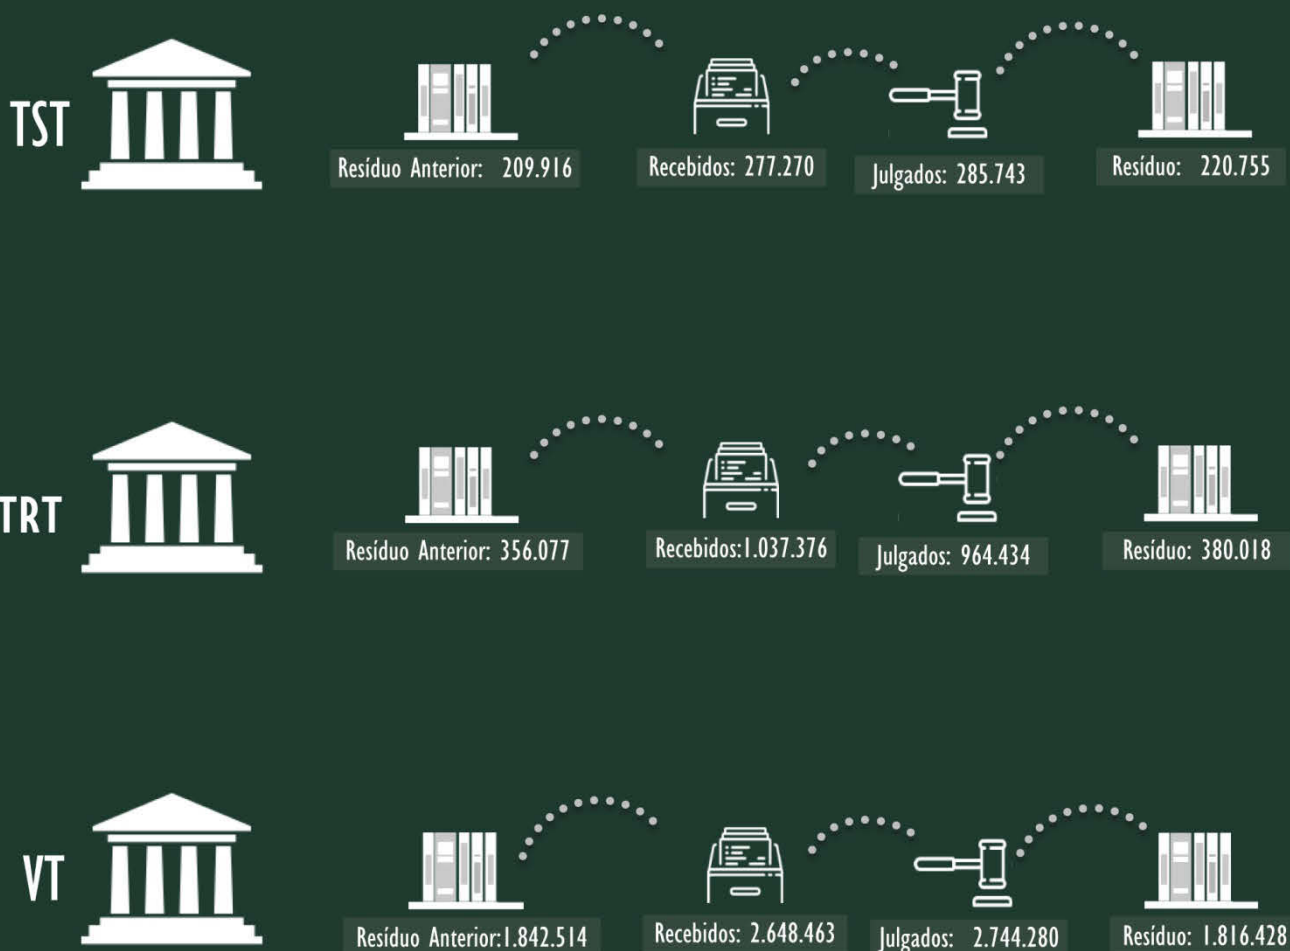 TST
Resíduo Anterior: 209.916
Recebidos: 277.270
Julgados: 285.743
Resíduo: 220.755
TRT
Resíduo Anterior: 356.077
Recebidos:1.037.376
Julgados: 964.434
Resíduo: 380.018
VT
Resíduo Anterior:1.842.514
Recebidos: 2.648.463
Julgados: 2.744.280
Resíduo: 1.816.428